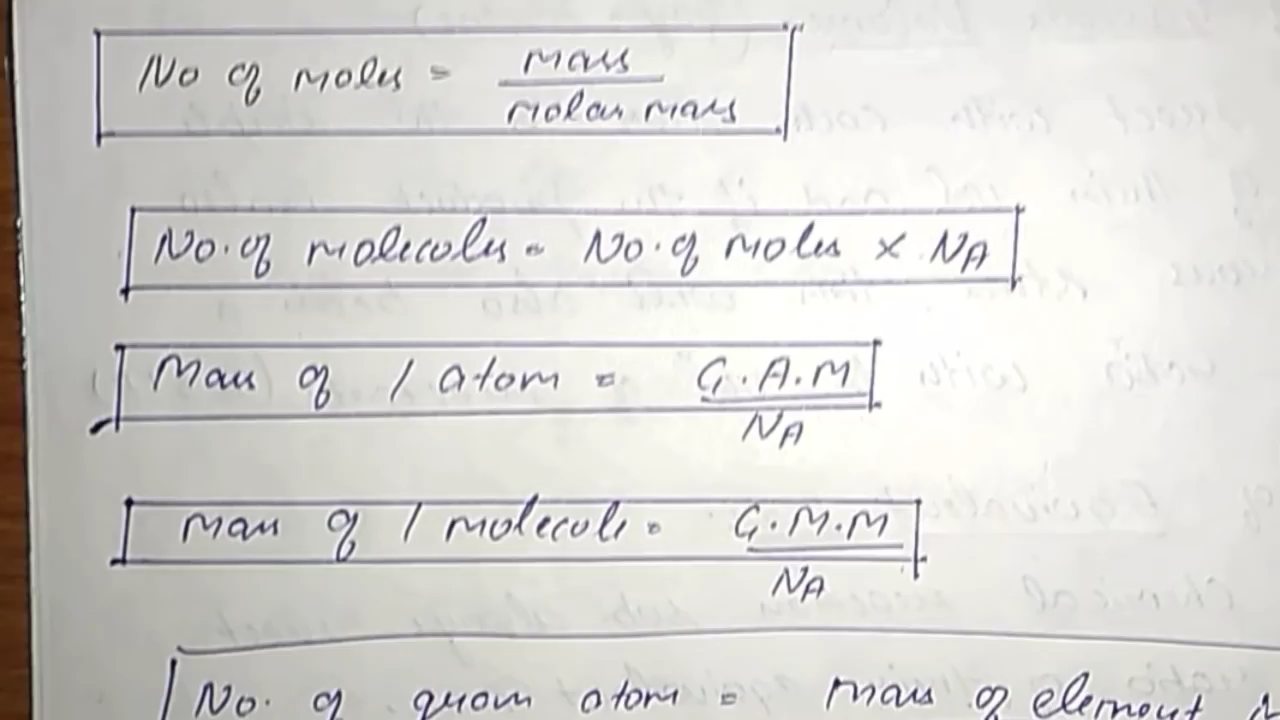 No of moles = mass
molar mass
No. of molecules = No. of moles × NA
Mass of 1 atom = G.A.M
NA
Mass of 1 molecule = G.M.M
NA
No. of gram atom = Mass of element